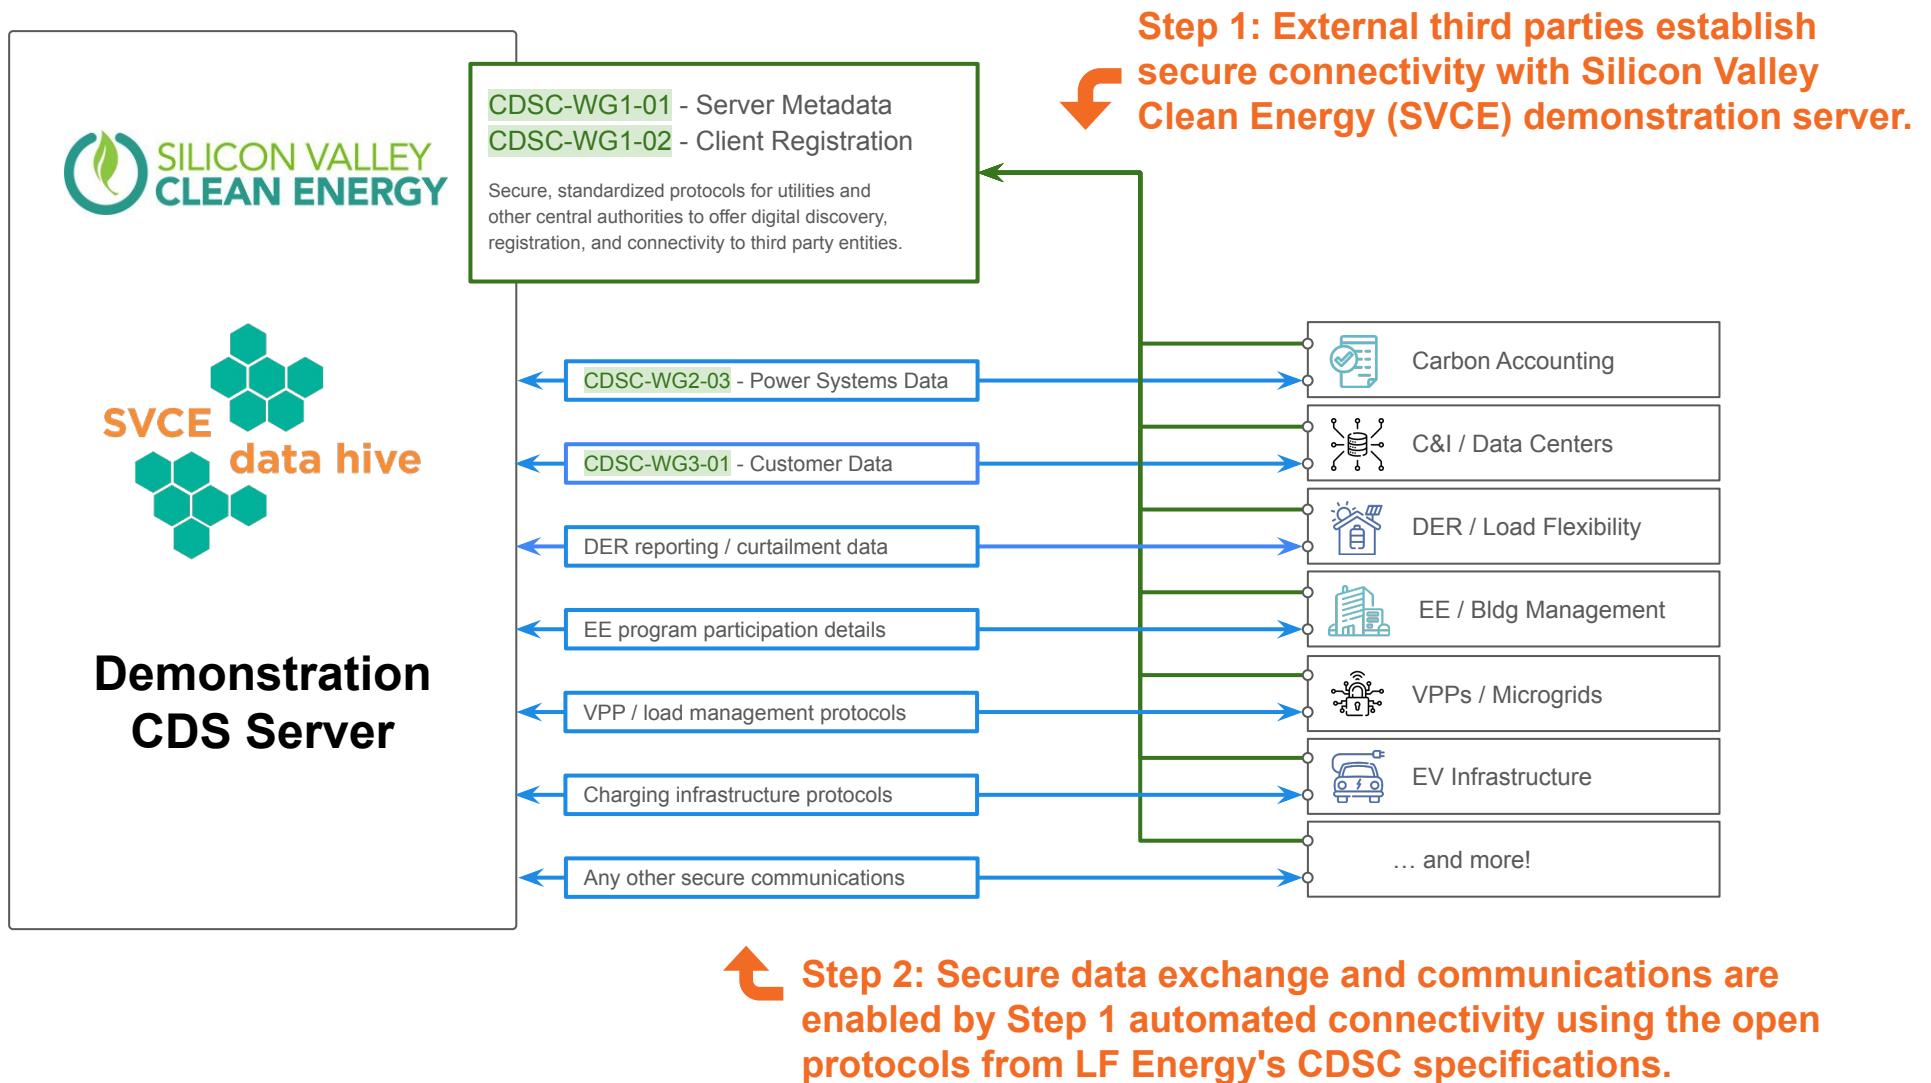 Step 1: External third parties establish
secure connectivity with Silicon Valley
Clean Energy (SVCE) demonstration server.
SILICON VALLEY
CLEAN ENERGY
CDSC-WG1-01 - Server Metadata
CDSC-WG1-02 - Client Registration
Secure, standardized protocols for utilities and
other central authorities to offer digital discovery,
registration, and connectivity to third party entities.
SVCE
data hive
Demonstration
CDS Server
CDSC-WG2-03 - Power Systems Data
CDSC-WG3-01 - Customer Data
DER reporting / curtailment data
EE program participation details
VPP / load management protocols
Charging infrastructure protocols
Any other secure communications
Carbon Accounting
C&I / Data Centers
DER / Load Flexibility
EE / Bldg Management
VPPs / Microgrids
EV Infrastructure
… and more!
Step 2: Secure data exchange and communications are
enabled by Step 1 automated connectivity using the open
protocols from LF Energy's CDSC specifications.